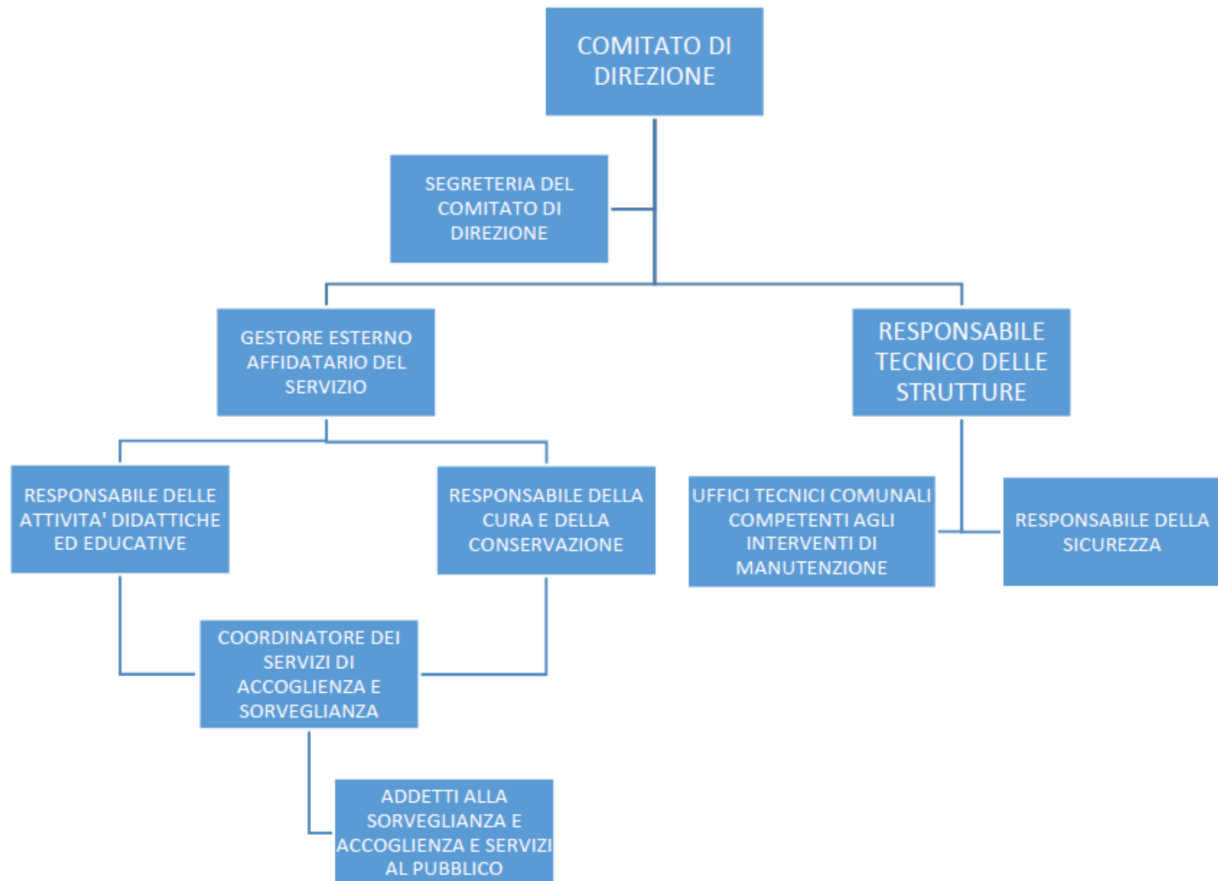 COMITATO DI
DIREZIONE
SEGRETERIA DEL
COMITATO DI
DIREZIONE
GESTORE ESTERNO
AFFIDATARIO DEL
SERVIZIO
RESPONSABILE
TECNICO DELLE
STRUTTURE
RESPONSABILE DELLE
ATTIVITA' DIDATTICHE
ED EDUCATIVE
RESPONSABILE DELLA
CURA E DELLA
CONSERVAZIONE
UFFICI TECNICI COMUNALI
COMPETENTI AGLI
INTERVENTI DI
MANUTENZIONE
RESPONSABILE DELLA
SICUREZZA
COORDINATORE DEI
SERVIZI DI
ACCOGLIENZA E
SORVEGLIANZA
ADDETTI ALLA
SORVEGLIANZA E
ACCOGLIENZA E SERVIZI
AL PUBBLICO